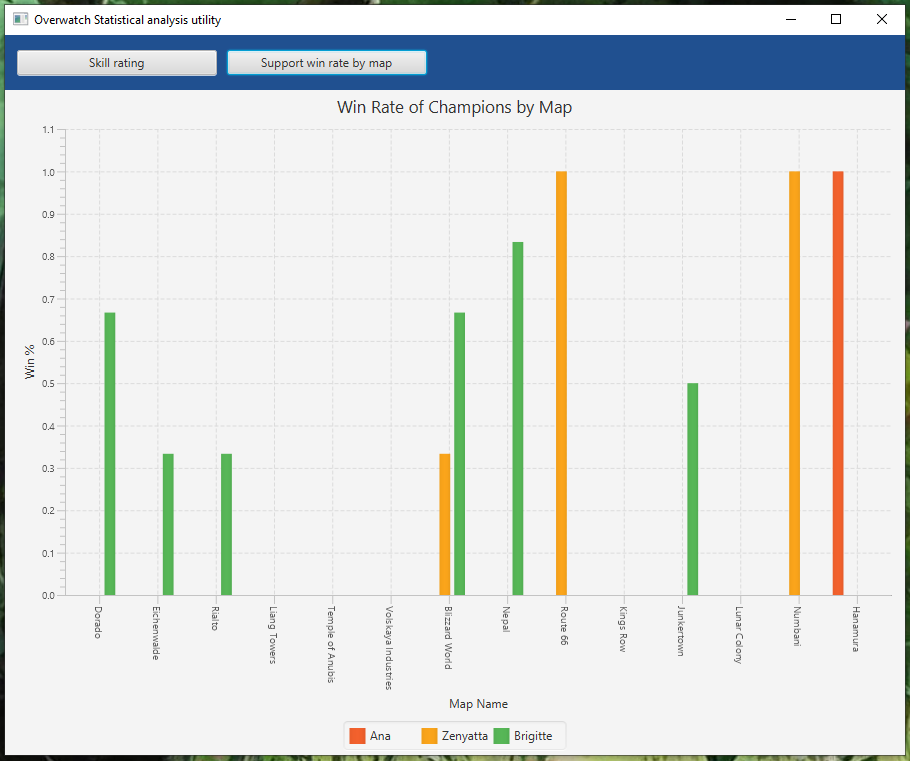 Overwatch Statistical analysis utility
Skill rating
Support win rate by map
Win Rate of Champions by Map
1.1
1.0
0.9
0.8
0.7
0.6
0.5
0.4
0.3
0.2
0.1
0.0
Win %
Dorado
Eichenwalde
Rialto
Liang Towers
Temple of Anubis
Volskaya Industries
Blizzard World
Nepal
Route 66
Kings Row
Junkertown
Lunar Colony
Numbani
Hanamura
Map Name
Ana
Zenyatta
Brigitte